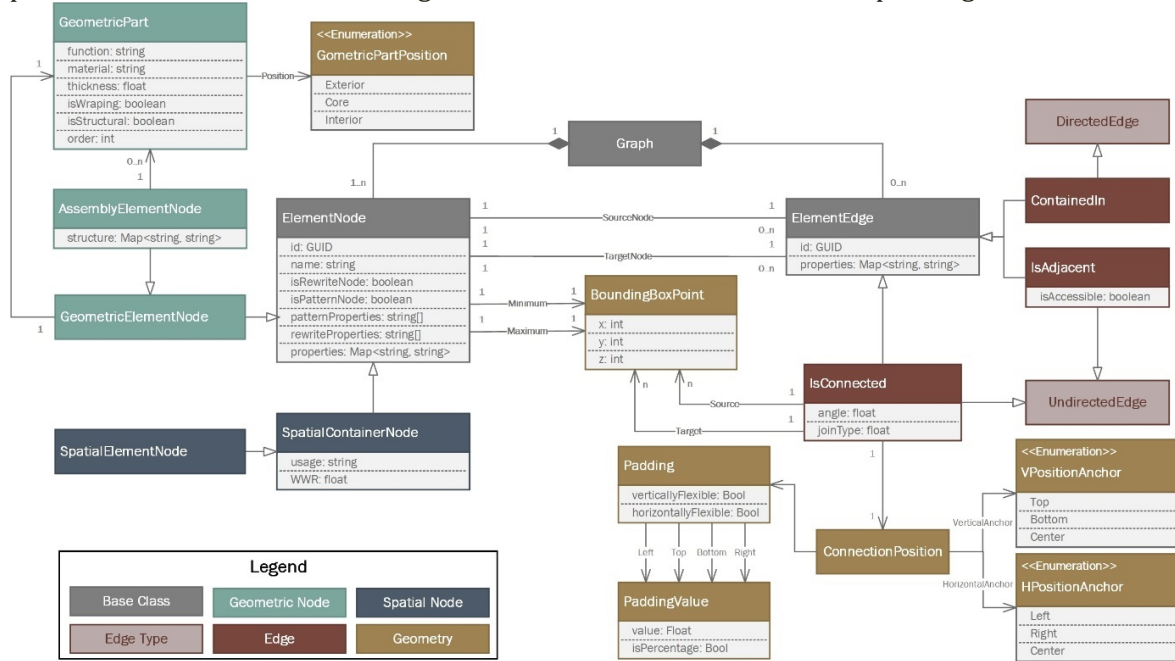 GeometricPart
function: string
material: string
thickness: float
isWraping: boolean
isStructural: boolean
order: int
1
Position
<<Enumeration>>
GometricPartPosition
Exterior
Core
Interior
0..n
1
AssemblyElementNode
structure: Map<string, string>
GeometricElementNode
1
1
Graph
1
1..n
0..n
ElementNode
id: GUID
name: string
isRewriteNode: boolean
isPatternNode: boolean
patternProperties: string[]
rewriteProperties: string[]
properties: Map<string, string>
1
SourceNode
1
1
0..n
1
TargetNode
1
1
0..n
1
Minimum
1
1
Maximum
1
ElementEdge
id: GUID
properties: Map<string, string>
DirectedEdge
ContainedIn
IsAdjacent
isAccessible: boolean
BoundingBoxPoint
x: int
y: int
z: int
n
n
Source
1
Target
1
IsConnected
angle: float
joinType: float
UndirectedEdge
SpatialElementNode
SpatialContainerNode
usage: string
WWR: float
Padding
verticallyFlexible: Bool
horizontallyFlexible: Bool
Left
Top
Bottom
Right
PaddingValue
value: Float
isPercentage: Bool
1
1
ConnectionPosition
VerticalAnchor
HorizontalAnchor
<<Enumeration>>
VPositionAnchor
Top
Bottom
Center
<<Enumeration>>
HPositionAnchor
Left
Right
Center
Legend
Base Class
Geometric Node
Spatial Node
Edge Type
Edge
Geometry